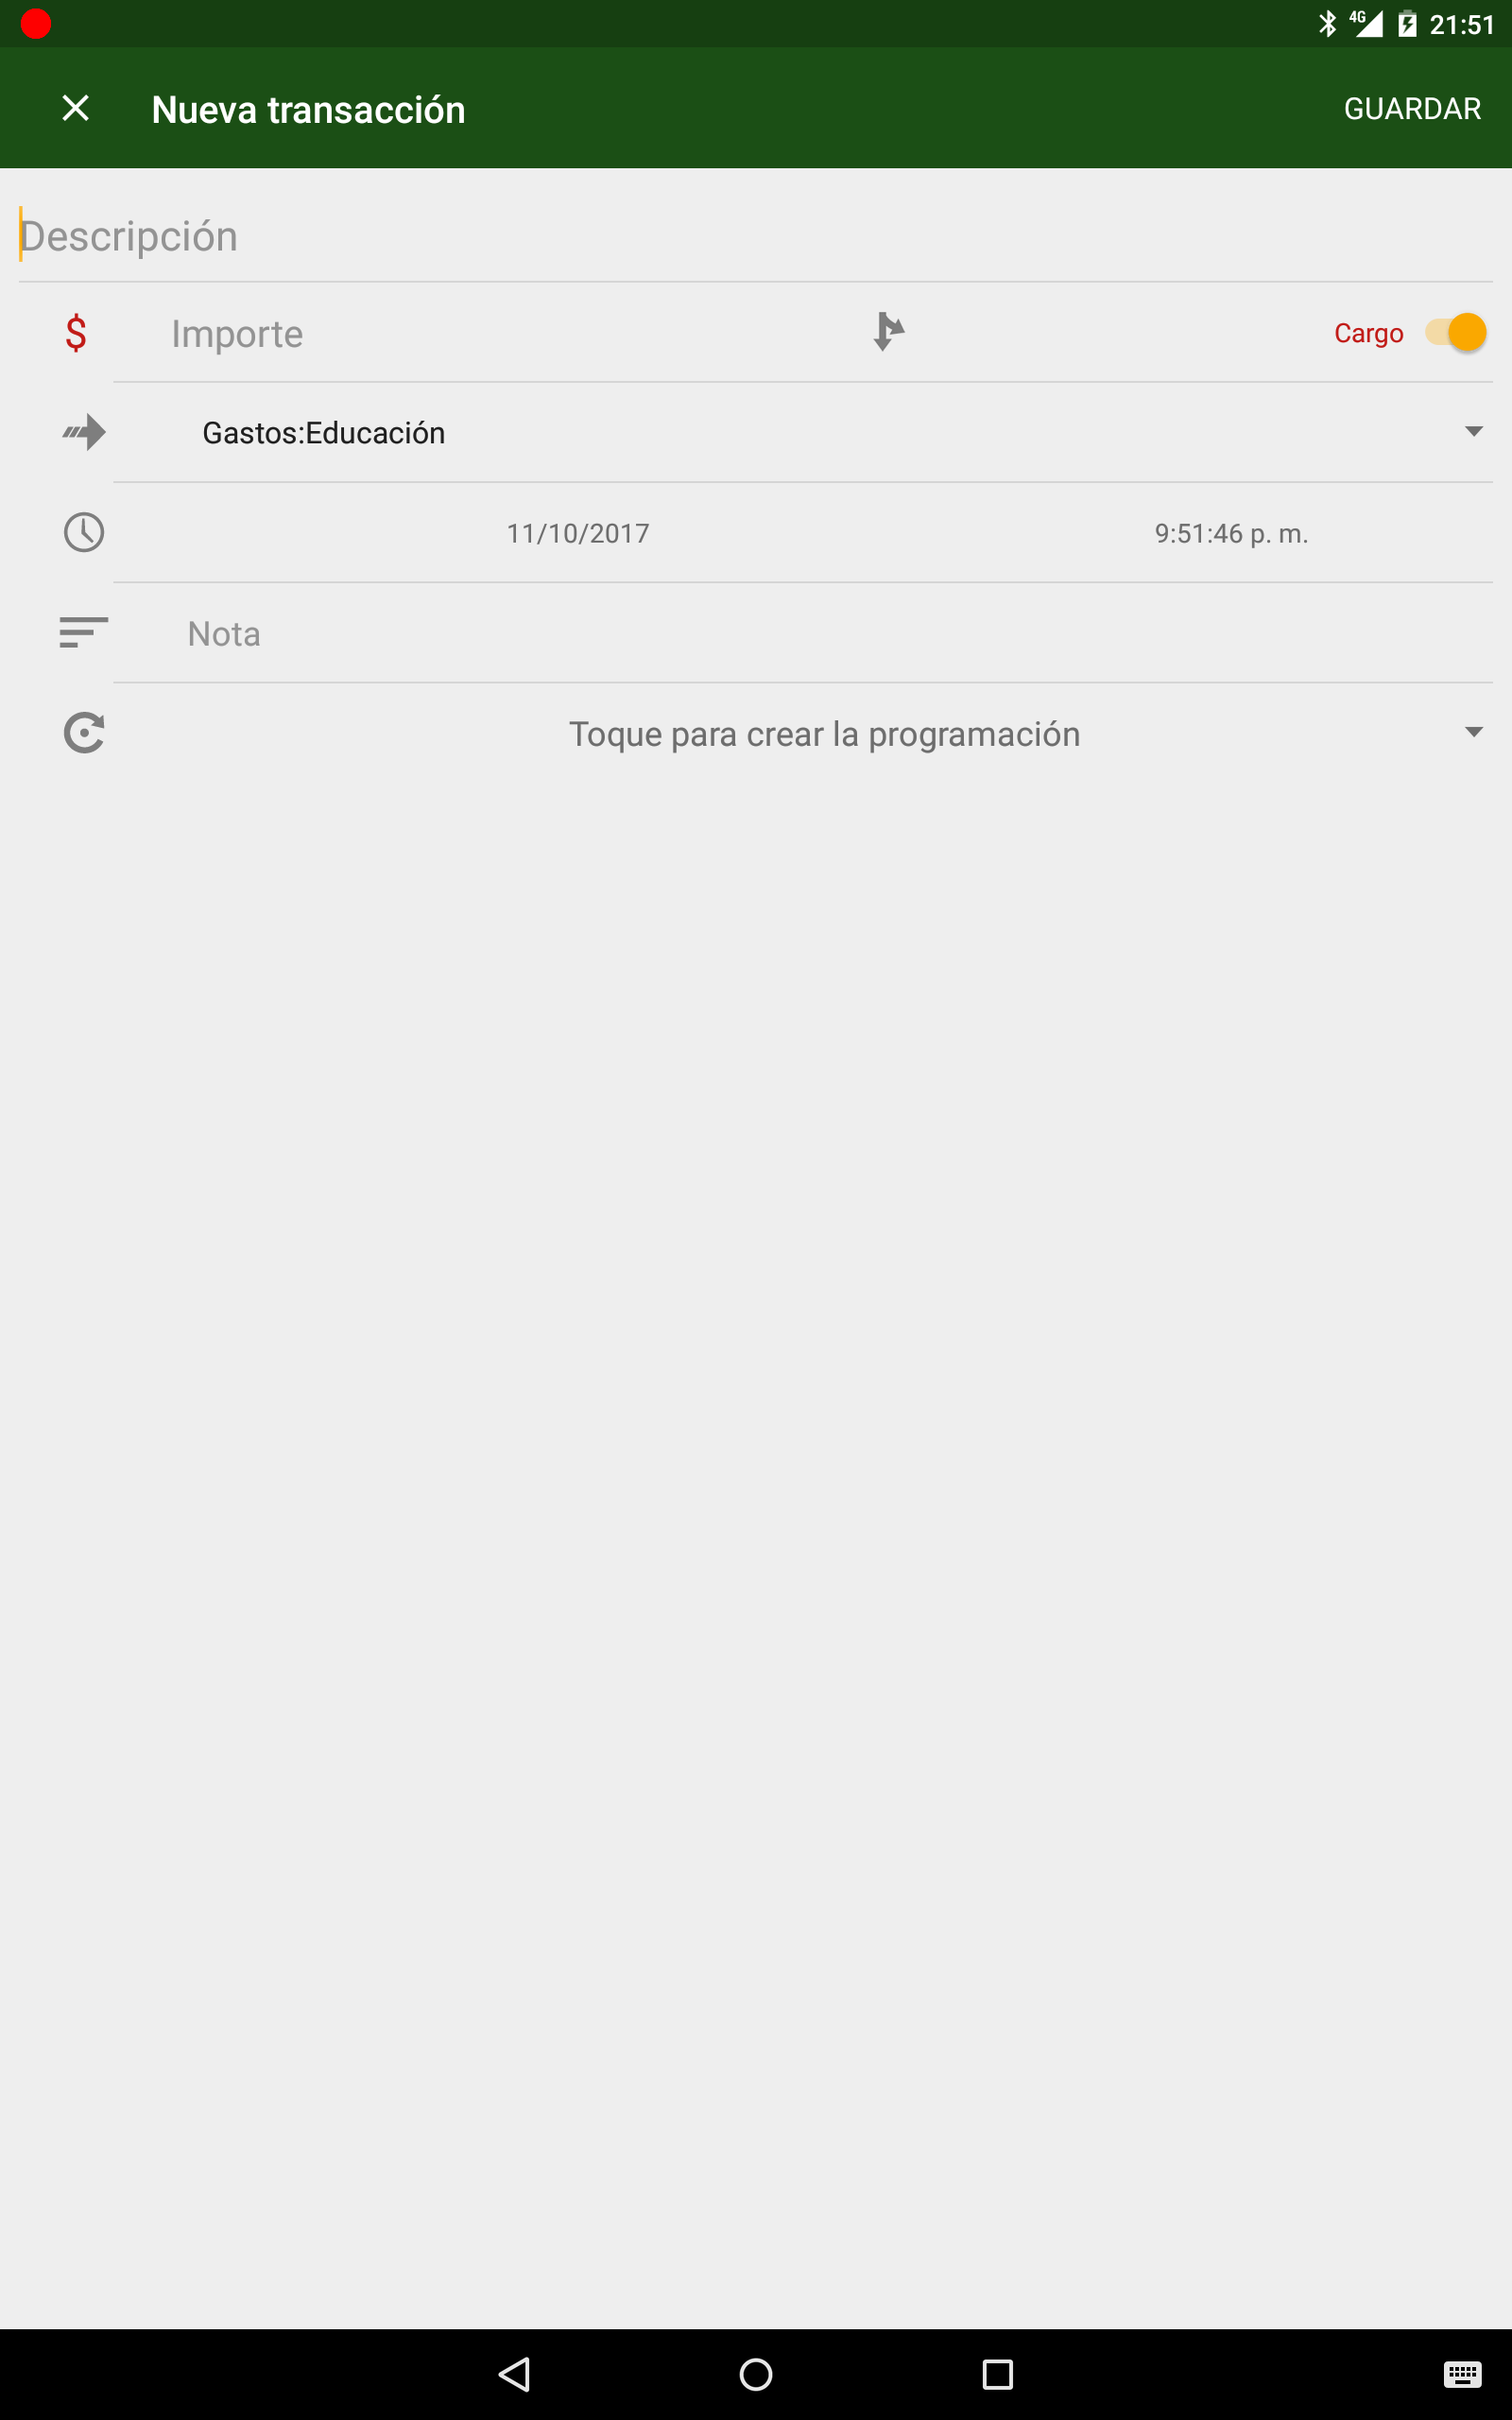 4G 21:51
Nueva transacción GUARDAR
Descripción
$ Importe Cargo
Gastos:Educación
11/10/2017 9:51:46 p. m.
Nota
Toque para crear la programación